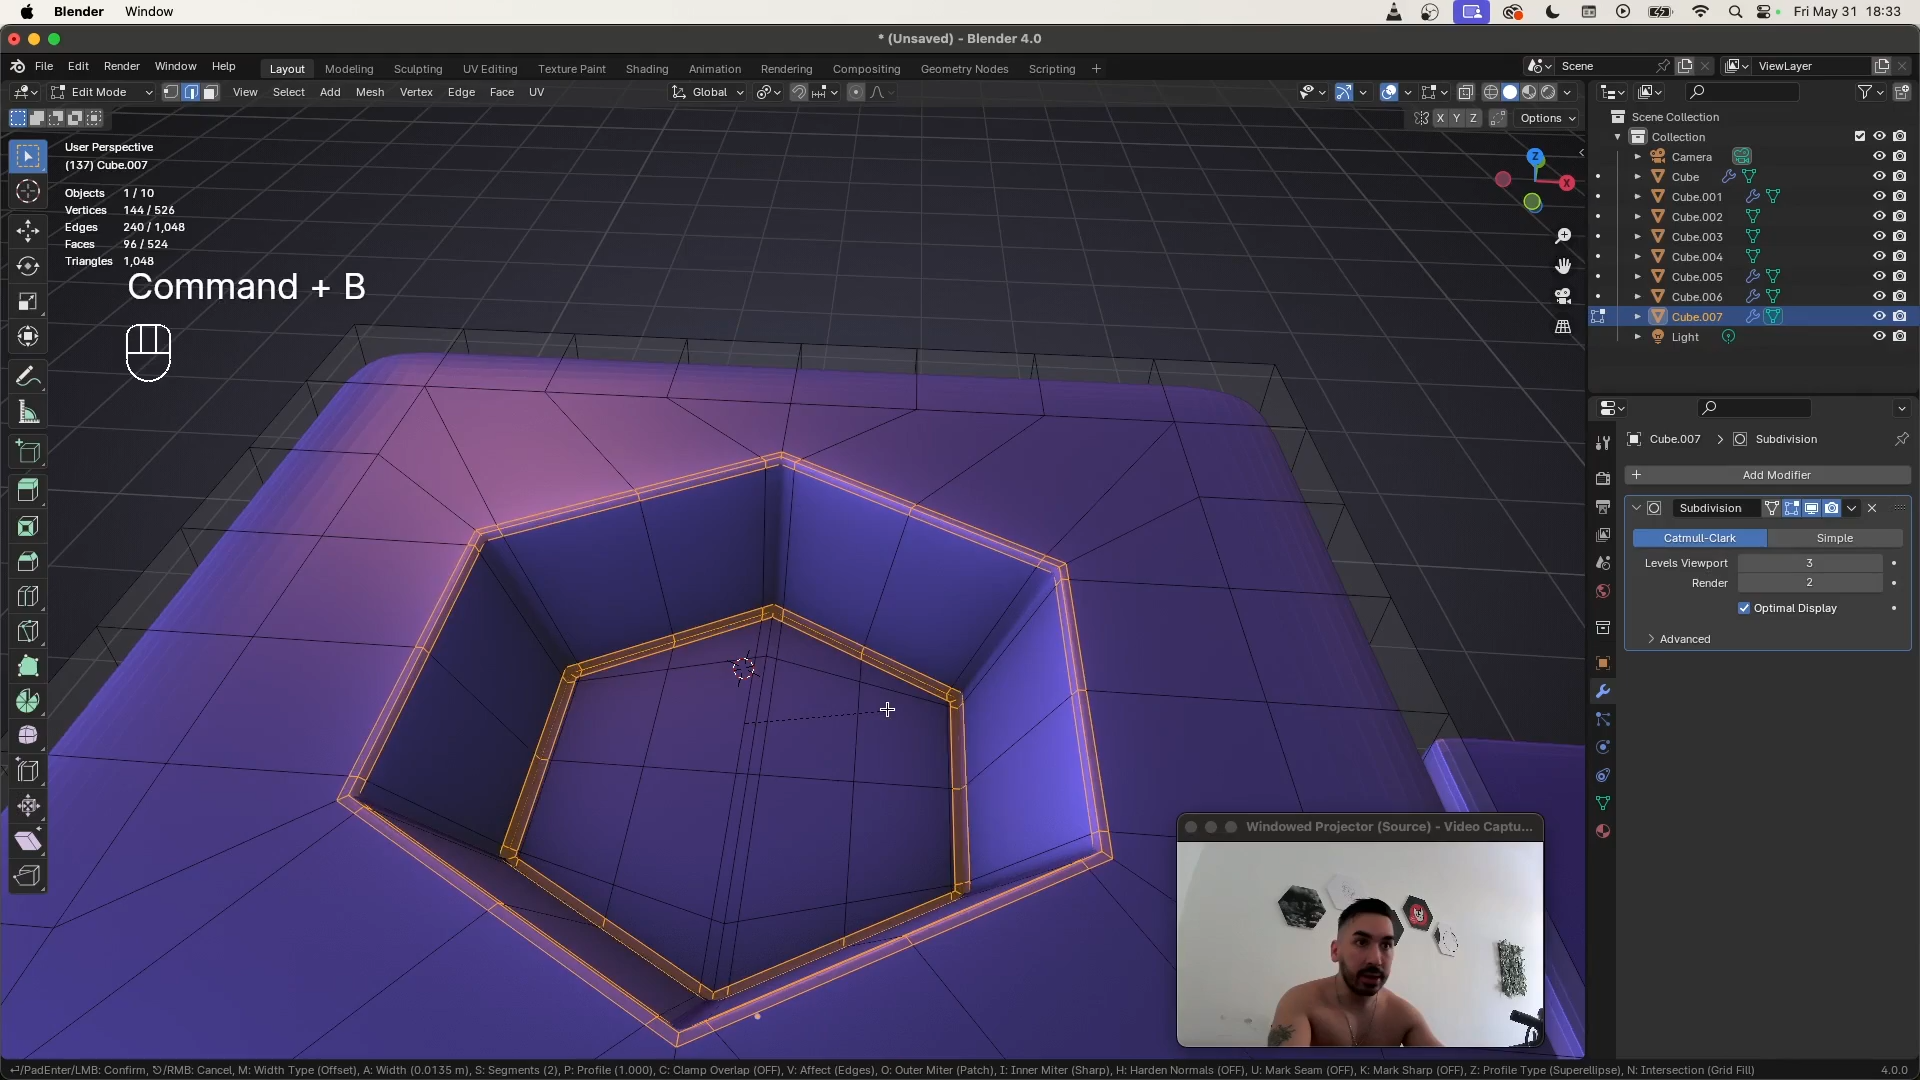 Blender Window
Fri May 31 18:33
* (Unsaved) - Blender 4.0
File Edit Render Window Help
Layout Modeling Sculpting UV Editing Texture Paint Shading Animation Rendering Compositing Geometry Nodes Scripting +
Scene
ViewLayer
Edit Mode
View Select Add Mesh Vertex Edge Face UV
Global
X Y Z
Options
User Perspective
(137) Cube.007
Objects 1 / 10
Vertices 144 / 526
Edges 240 / 1,048
Faces 96 / 524
Triangles 1,048
Command + B
Z
X
Scene Collection
Collection
Camera
Cube
Cube.001
Cube.002
Cube.003
Cube.004
Cube.005
Cube.006
Cube.007
Light
Cube.007 > Subdivision
+ Add Modifier
Subdivision
Catmull-Clark Simple
Levels Viewport 3
Render 2
Optimal Display
Advanced
Windowed Projector (Source) - Video Captu...
/PadEnter/LMB: Confirm, /RMB: Cancel, M: Width Type (Offset), A: Width (0.0135 m), S: Segments (2), P: Profile (1.000), C: Clamp Overlap (OFF), V: Affect (Edges), O: Outer Miter (Patch), I: Inner Miter (Sharp), H: Harden Normals (OFF), U: Mark Seam (OFF), K: Mark Sharp (OFF), Z: Profile Type (Superellipse), N: Intersection (Grid Fill)
4.0.0